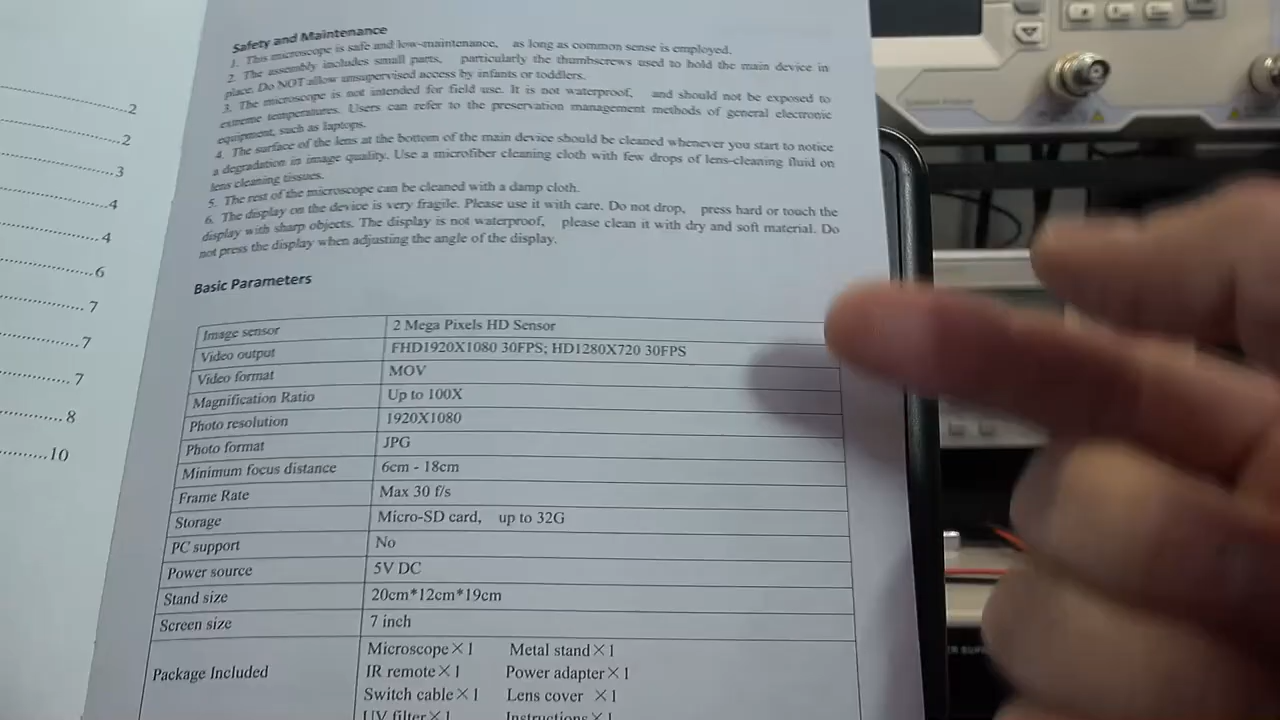 ..............2
..............2
..............3
..............4
..............4
..............6
..............7
..............7
..............7
..............8
.........10
Safety and Maintenance
1. This microscope is safe and low-maintenance, as long as common sense is employed.
2. The assembly includes small parts, particularly the thumbscrews used to hold the main device in
place. Do NOT allow unsupervised access by infants or toddlers.
3. The microscope is not intended for field use. It is not waterproof, and should not be exposed to
extreme temperatures. Users can refer to the preservation management methods of general electronic
equipment, such as laptops.
4. The surface of the lens at the bottom of the main device should be cleaned whenever you start to notice
a degradation in image quality. Use a microfiber cleaning cloth with few drops of lens-cleaning fluid on
lens cleaning tissues.
5. The rest of the microscope can be cleaned with a damp cloth.
6. The display on the device is very fragile. Please use it with care. Do not drop, press hard or touch the
display with sharp objects. The display is not waterproof, please clean it with dry and soft material. Do
not press the display when adjusting the angle of the display.
Basic Parameters
Image sensor 2 Mega Pixels HD Sensor
Video output FHD1920X1080 30FPS; HD1280X720 30FPS
Video format MOV
Magnification Ratio Up to 100X
Photo resolution 1920X1080
Photo format JPG
Minimum focus distance 6cm - 18cm
Frame Rate Max 30 f/s
Storage Micro-SD card, up to 32G
PC support No
Power source 5V DC
Stand size 20cm*12cm*19cm
Screen size 7 inch
Package Included Microscope×1 Metal stand×1
IR remote×1 Power adapter×1
Switch cable×1 Lens cover ×1
UV filter×1 Instructions×1